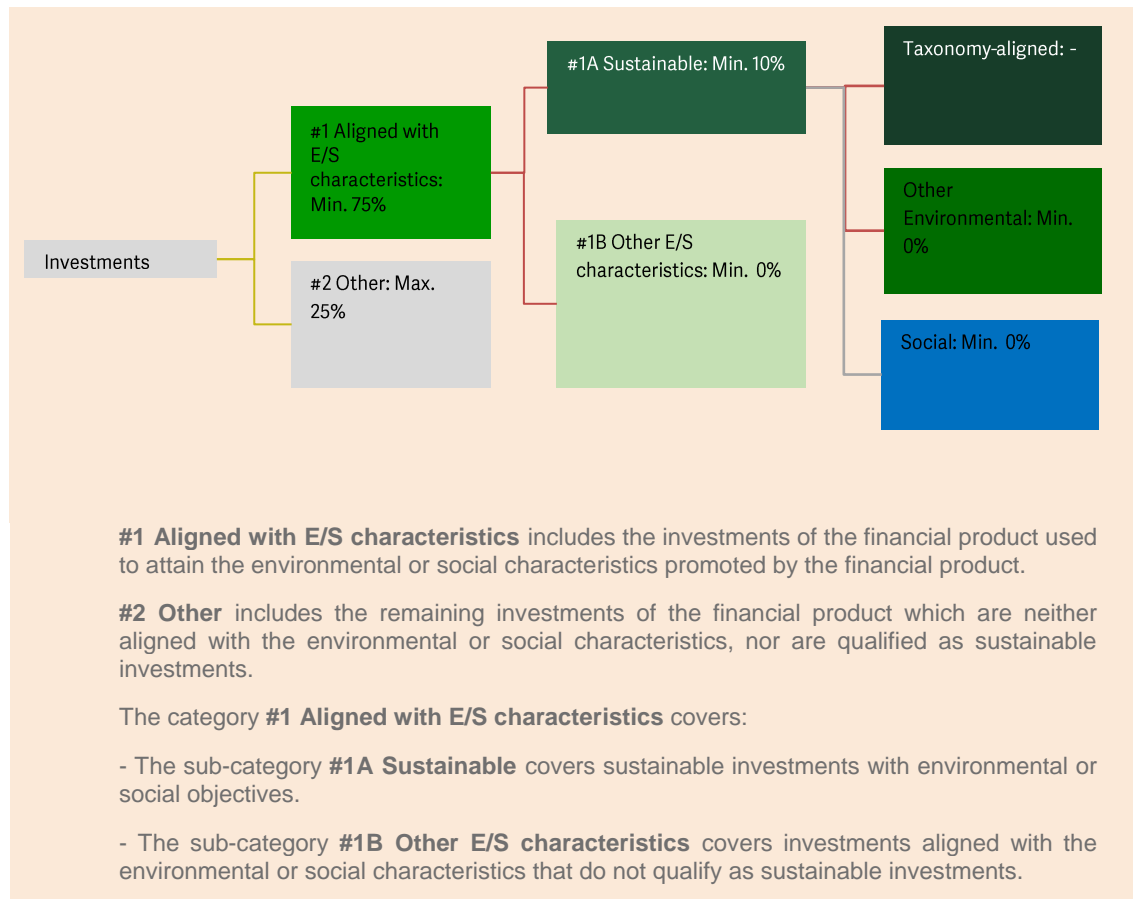 Investments
#1 Aligned with
E/S
characteristics:
Min. 75%
#2 Other: Max.
25%
#1A Sustainable: Min. 10%
#1B Other E/S
characteristics: Min. 0%
Taxonomy-aligned: -
Other
Environmental: Min.
0%
Social: Min. 0%
#1 Aligned with E/S characteristics includes the investments of the financial product used
to attain the environmental or social characteristics promoted by the financial product.
#2 Other includes the remaining investments of the financial product which are neither
aligned with the environmental or social characteristics, nor are qualified as sustainable
investments.
The category #1 Aligned with E/S characteristics covers:
- The sub-category #1A Sustainable covers sustainable investments with environmental or
social objectives.
- The sub-category #1B Other E/S characteristics covers investments aligned with the
environmental or social characteristics that do not qualify as sustainable investments.